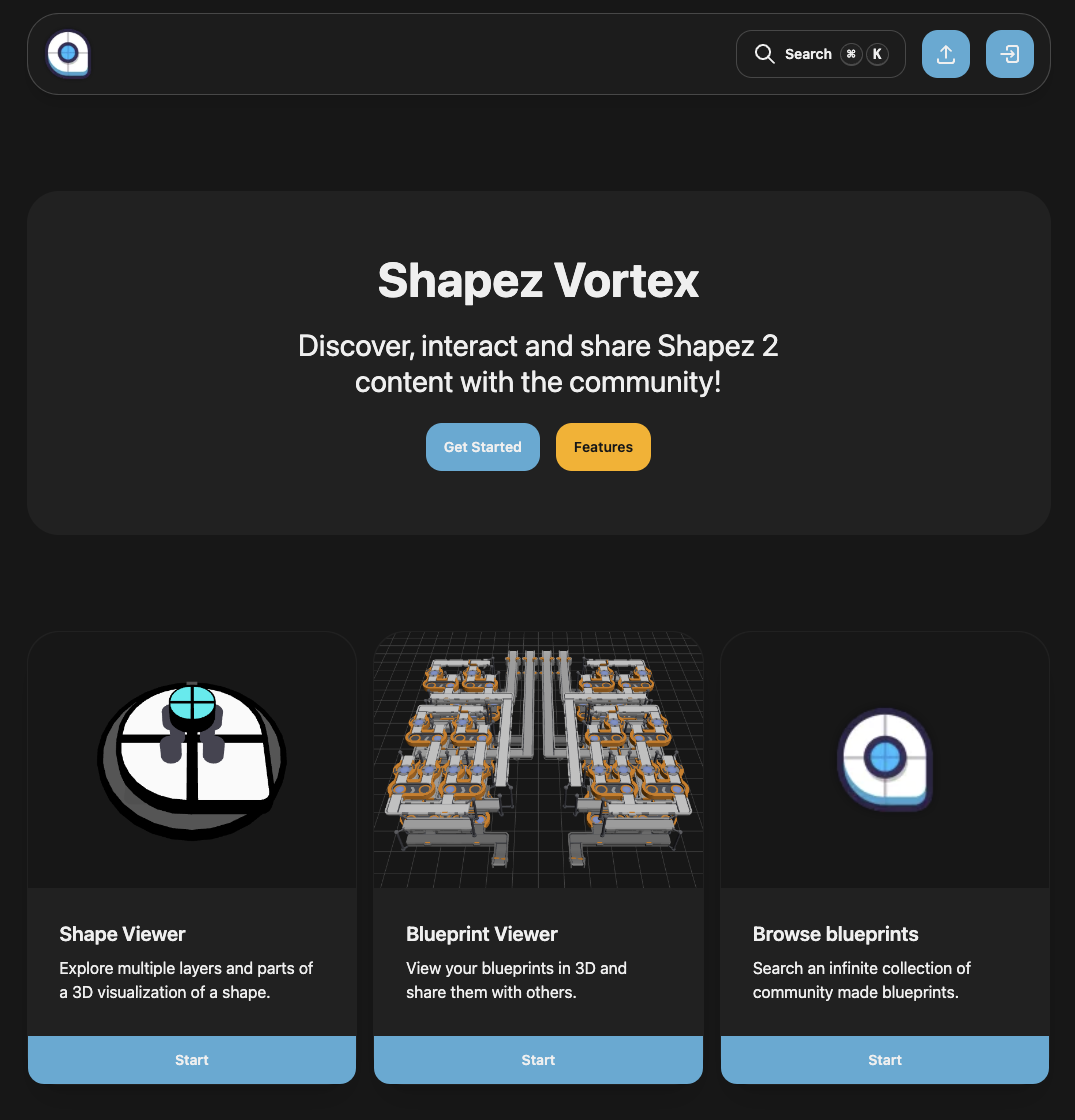 Search ⌘ K
Shapez Vortex
Discover, interact and share Shapez 2
content with the community!
Get Started
Features
Shape Viewer
Explore multiple layers and parts of
a 3D visualization of a shape.
Start
Blueprint Viewer
View your blueprints in 3D and
share them with others.
Start
Browse blueprints
Search an infinite collection of
community made blueprints.
Start